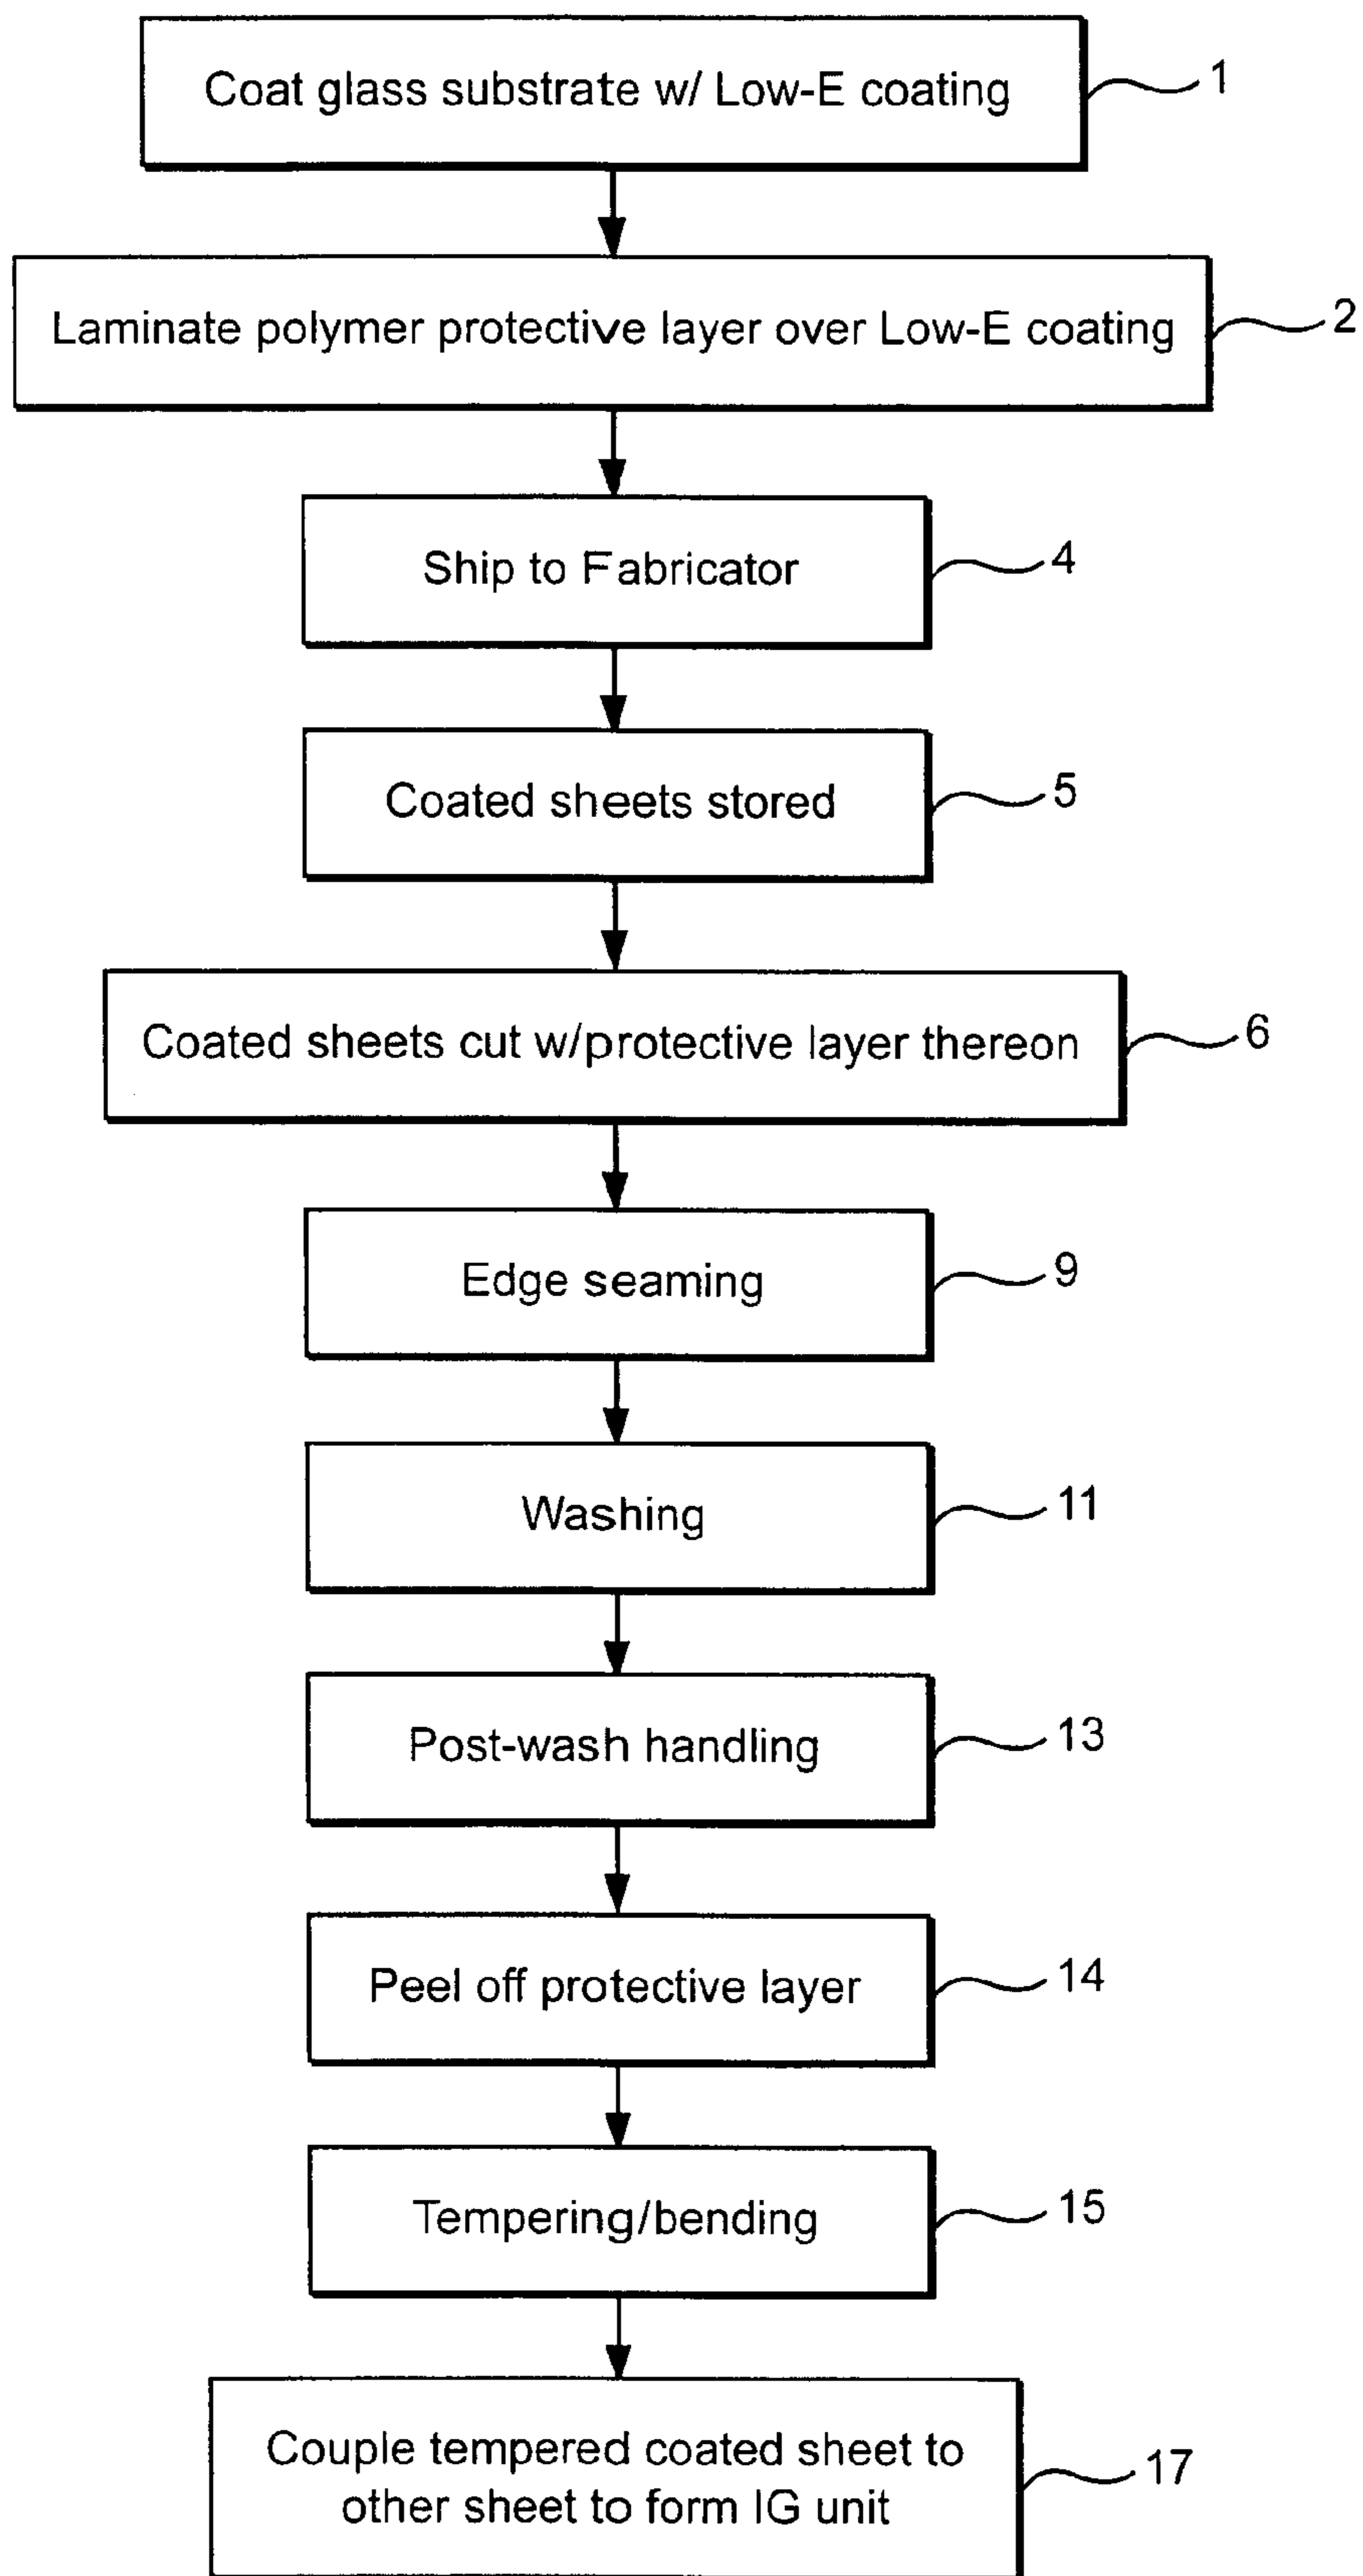 Coat glass substrate w/ Low-E coating
1
Laminate polymer protective layer over Low-E coating
2
Ship to Fabricator
4
Coated sheets stored
5
Coated sheets cut w/protective layer thereon
6
Edge seaming
9
Washing
11
Post-wash handling
13
Peel off protective layer
14
Tempering/bending
15
Couple tempered coated sheet to
other sheet to form IG unit
17